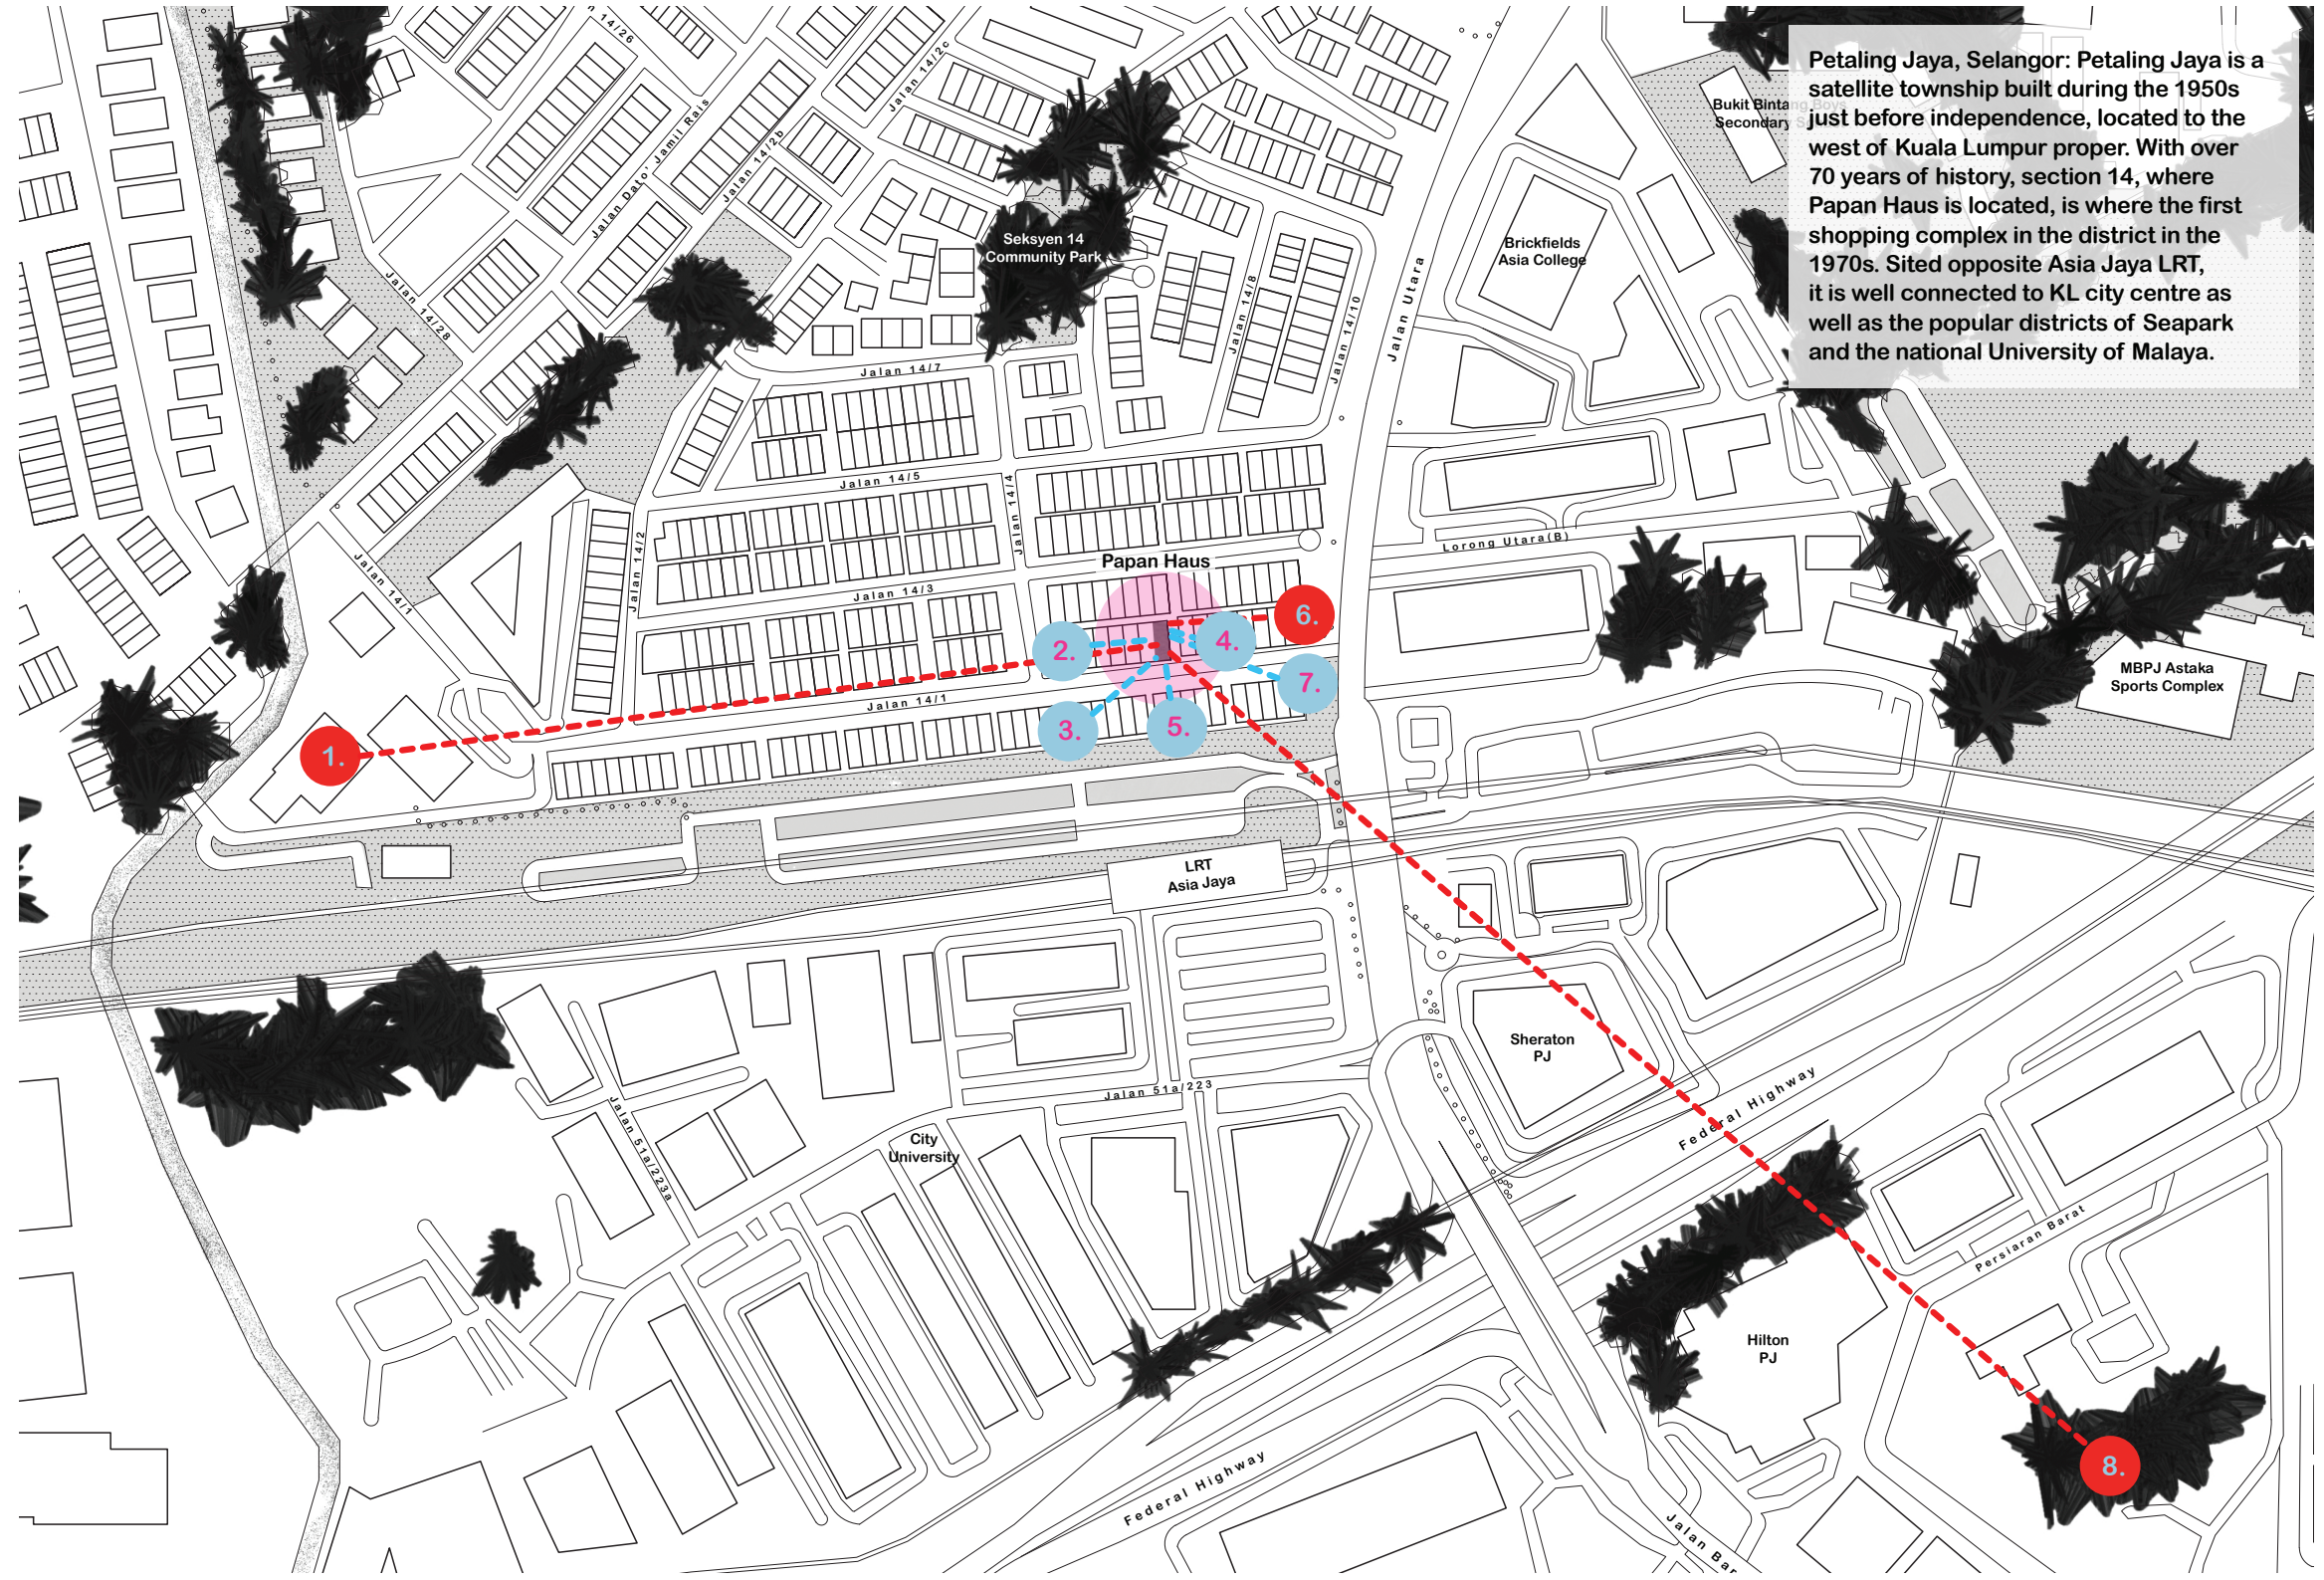 Petaling Jaya, Selangor: Petaling Jaya is a
satellite township built during the 1950s
just before independence, located to the
west of Kuala Lumpur proper. With over
70 years of history, section 14, where
Papan Haus is located, is where the first
shopping complex in the district in the
1970s. Sited opposite Asia Jaya LRT,
it is well connected to KL city centre as
well as the popular districts of Seapark
and the national University of Malaya.
14/26
Jalan 14/2c
Jalan Dato' Jamil Rais
Jalan 14/2b
Bukit Bintang Boys
Secondary
Seksyen 14
Community Park
Brickfields
Asia College
Jalan 14/28
Jalan 14/8
Jalan 14/10
Jalan Utara
Jalan 14/7
Jalan 14/5
Jalan 14/4
Jalan 14/2
Jalan 14/1
Lorong Utara(B)
Papan Haus
Jalan 14/3
6.
4.
2.
7.
MBPJ Astaka
Sports Complex
Jalan 14/1
3.
5.
1.
LRT
Asia Jaya
Sheraton
PJ
Jalan 51a/223
Federal Highway
Jalan 51a/223a
City
University
Persiaran Barat
Hilton
PJ
8.
Federal Highway
Jalan